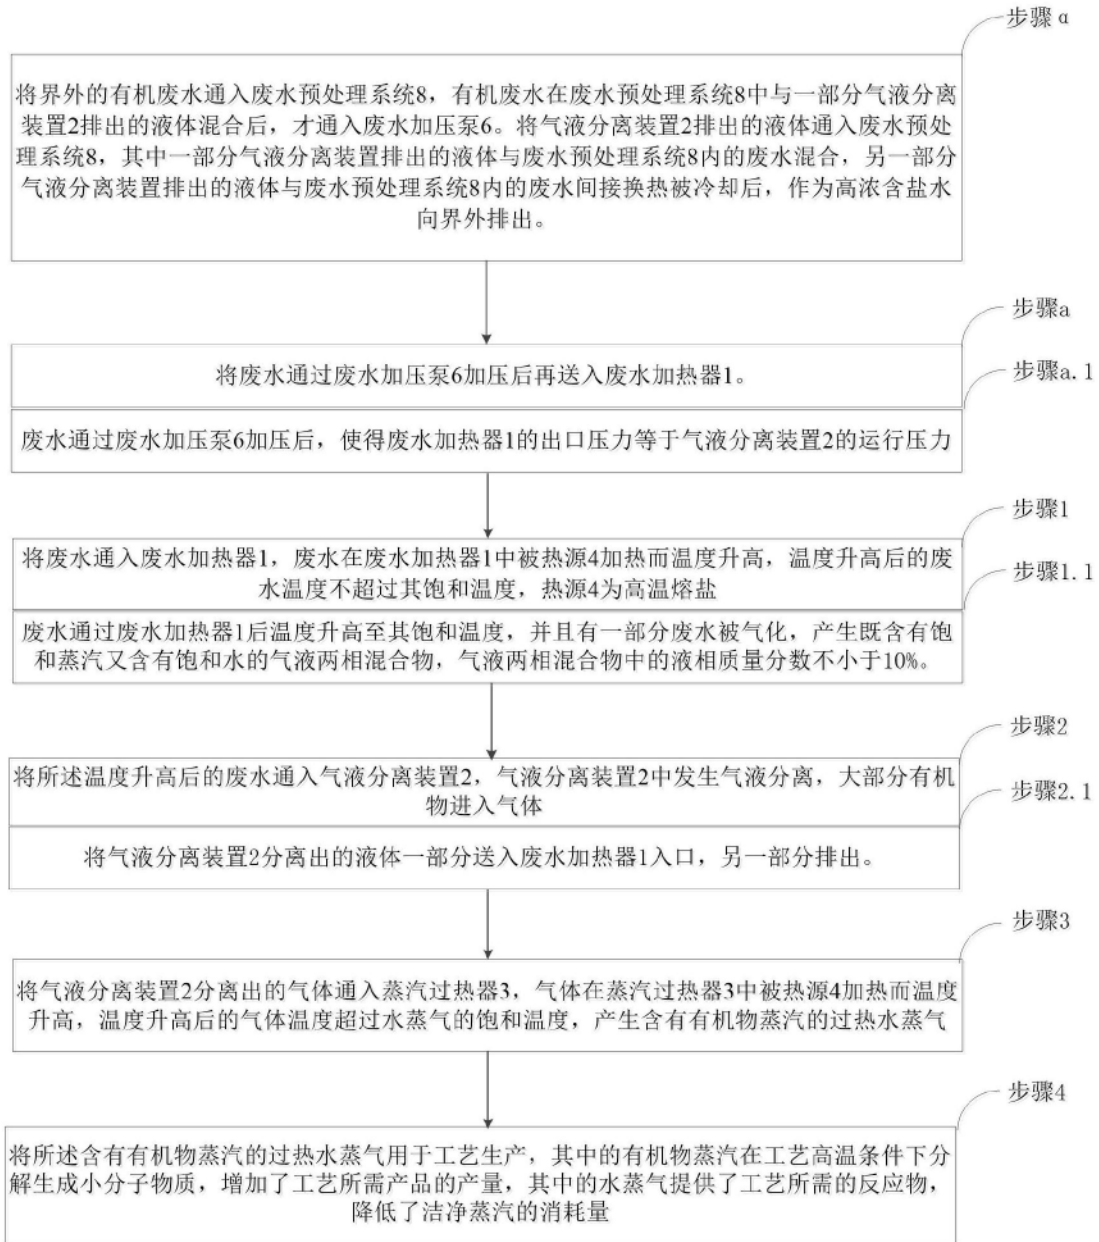 步骤α
将界外的有机废水通入废水预处理系统8，有机废水在废水预处理系统8中与一部分气液分离
装置2排出的液体混合后，才通入废水加压泵6。将气液分离装置2排出的液体通入废水预处
理系统8，其中一部分气液分离装置排出的液体与废水预处理系统8内的废水混合，另一部分
气液分离装置排出的液体与废水预处理系统8内的废水间接换热被冷却后，作为高浓含盐水
向界外排出。
步骤a
将废水通过废水加压泵6加压后再送入废水加热器1。
步骤a.1
废水通过废水加压泵6加压后，使得废水加热器1的出口压力等于气液分离装置2的运行压力
步骤1
将废水通入废水加热器1，废水在废水加热器1中被热源4加热而温度升高，温度升高后的废
水温度不超过其饱和温度，热源4为高温熔盐
步骤1.1
废水通过废水加热器1后温度升高至其饱和温度，并且有一部分废水被气化，产生既含有饱
和蒸汽又含有饱和水的气液两相混合物，气液两相混合物中的液相质量分数不小于10%。
步骤2
将所述温度升高后的废水通入气液分离装置2，气液分离装置2中发生气液分离，大部分有机
物进入气体
步骤2.1
将气液分离装置2分离出的液体一部分送入废水加热器1入口，另一部分排出。
步骤3
将气液分离装置2分离出的气体通入蒸汽过热器3，气体在蒸汽过热器3中被热源4加热而温度
升高，温度升高后的气体温度超过水蒸气的饱和温度，产生含有有机物蒸汽的过热水蒸气
步骤4
将所述含有有机物蒸汽的过热水蒸气用于工艺生产，其中的有机物蒸汽在工艺高温条件下分
解生成小分子物质，增加了工艺所需产品的产量，其中的水蒸气提供了工艺所需的反应物，
降低了洁净蒸汽的消耗量